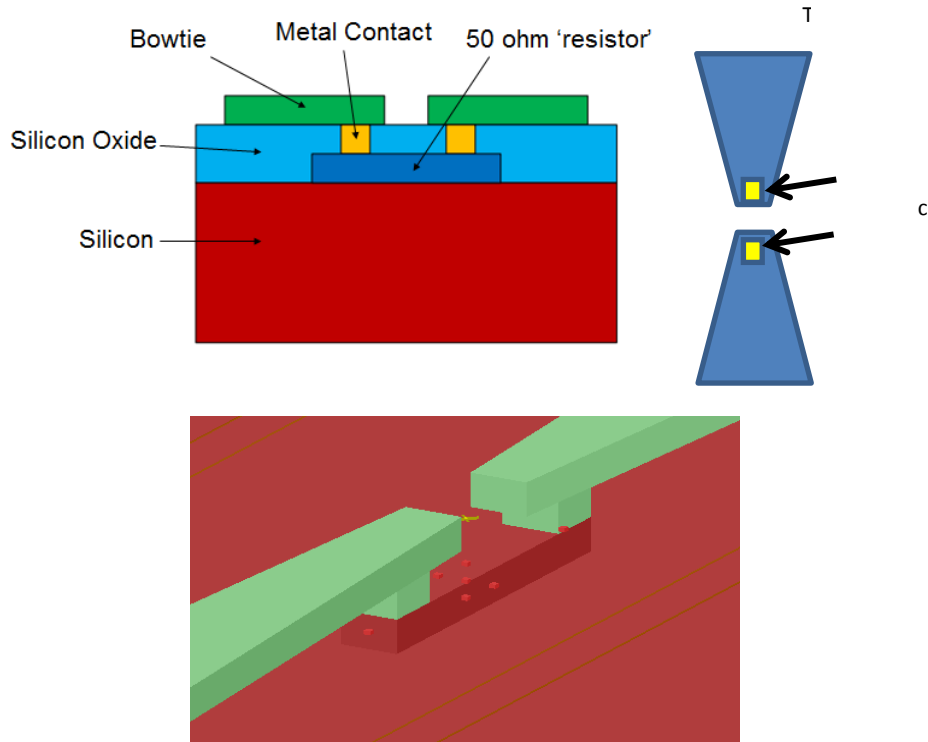 Bowtie
Metal Contact
50 ohm ‘resistor’
T
Silicon Oxide
c
Silicon